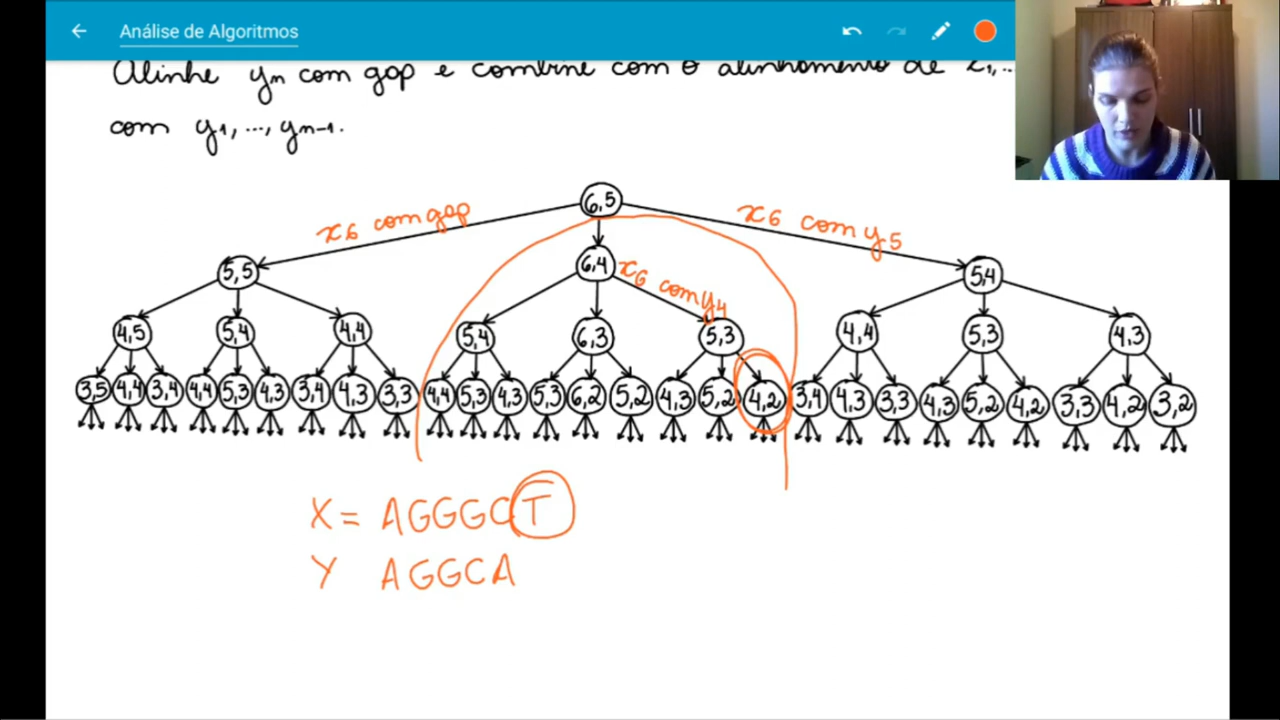 Análise de Algoritmos
Alinhe yn com gap e combine com o alinhamento de x1,...
com y1, ..., yn-1.
6,5
x6 com gap
x6 com y5
5,5
6,4
x6 com y4
5,4
4,5
5,4
4,4
5,4
6,3
5,3
4,4
5,3
4,3
3,5 4,4 3,4 4,4 5,3 4,3 3,4 4,3 3,3 4,4 5,3 4,3 5,3 6,2 5,2 4,3 5,2 4,2 3,4 4,3 3,3 4,3 5,2 4,2 3,3 4,2 3,2
X = AGGGCT
Y AGGCA